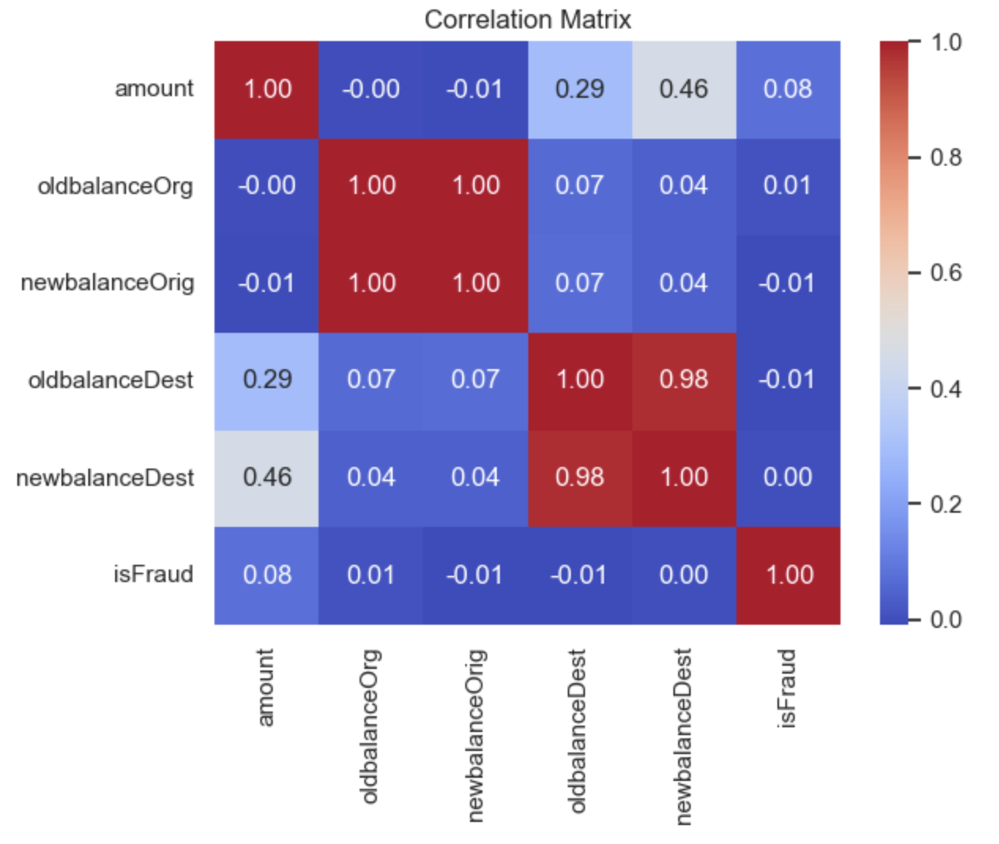 Correlation Matrix
amount 1.00 -0.00 -0.01 0.29 0.46 0.08
oldbalanceOrg -0.00 1.00 1.00 0.07 0.04 0.01
newbalanceOrig -0.01 1.00 1.00 0.07 0.04 -0.01
oldbalanceDest 0.29 0.07 0.07 1.00 0.98 -0.01
newbalanceDest 0.46 0.04 0.04 0.98 1.00 0.00
isFraud 0.08 0.01 -0.01 -0.01 0.00 1.00
amount
oldbalanceOrg
newbalanceOrig
oldbalanceDest
newbalanceDest
isFraud
1.0
0.8
0.6
0.4
0.2
0.0